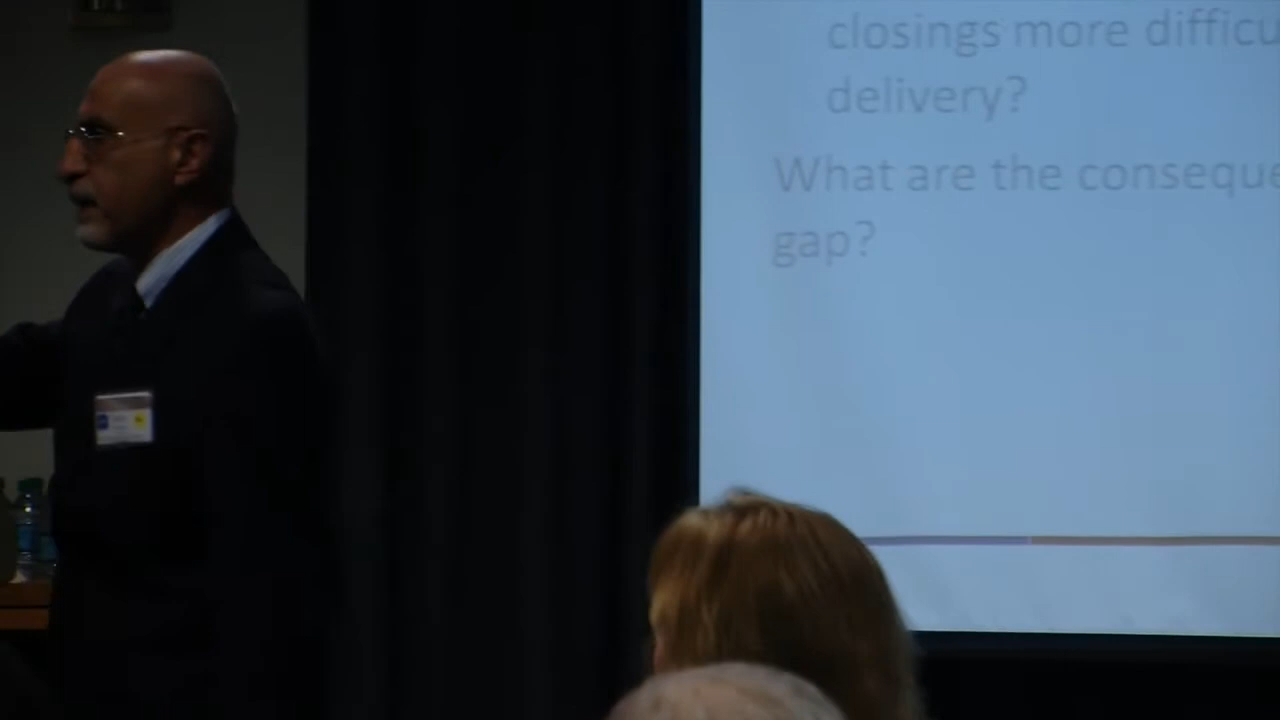 closings more difficu
delivery?
What are the conseque
gap?